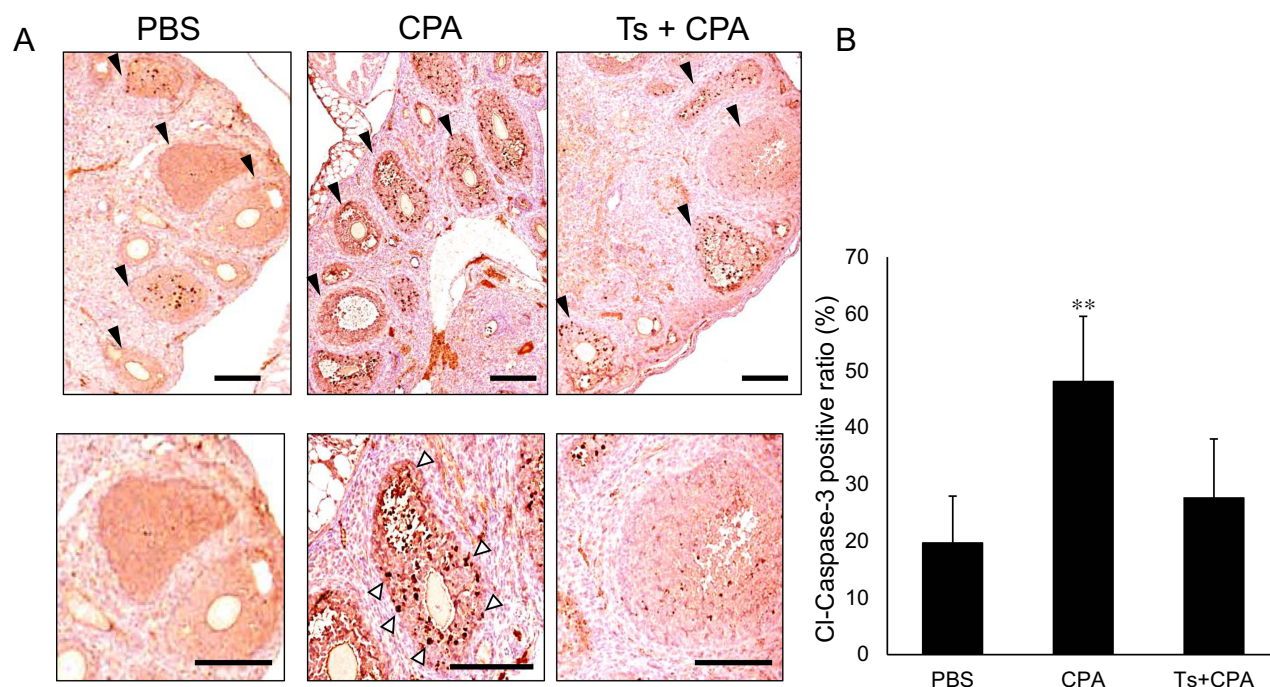 A
PBS
CPA
Ts + CPA
B
Cl-Caspase-3 positive ratio (%)
70
60
50
40
30
20
10
0
**
PBS
CPA
Ts+CPA